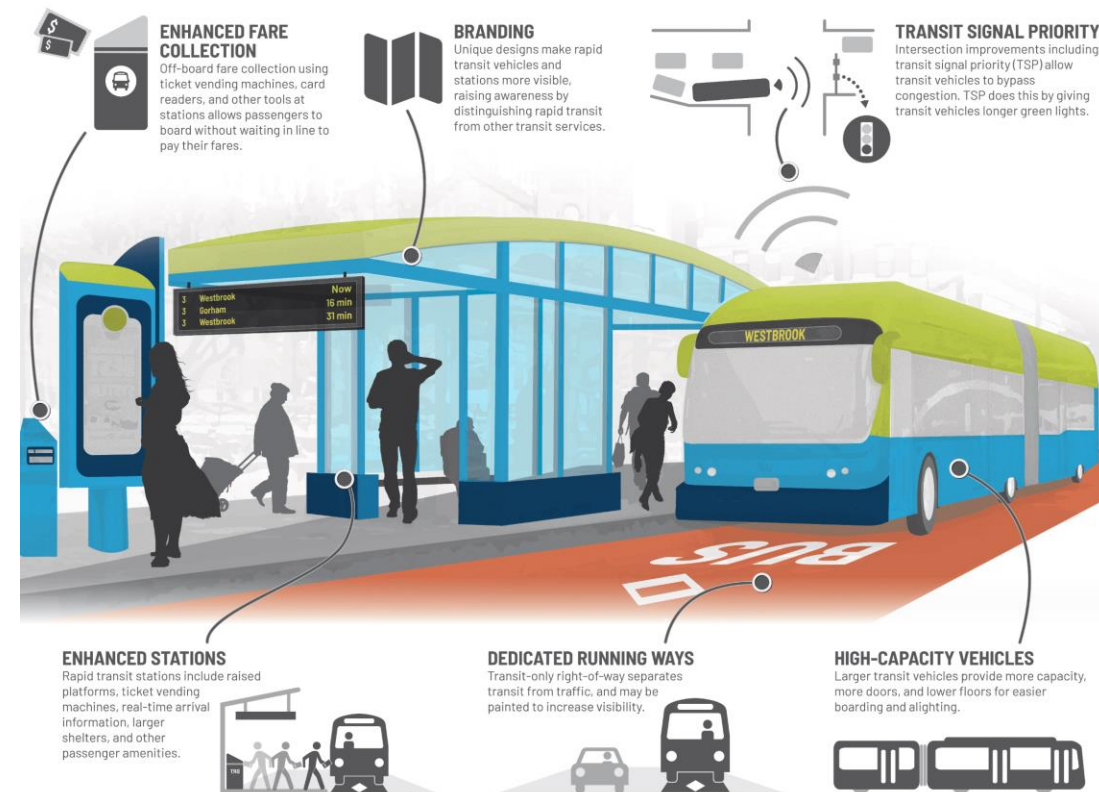 $
$
ENHANCED FARE
COLLECTION
Off-board fare collection using
ticket vending machines, card
readers, and other tools at
stations allows passengers to
board without waiting in line to
pay their fares.
BRANDING
Unique designs make rapid
transit vehicles and
stations more visible,
raising awareness by
distinguishing rapid transit
from other transit services.
TRANSIT SIGNAL PRIORITY
Intersection improvements including
transit signal priority (TSP) allow
transit vehicles to bypass
congestion. TSP does this by giving
transit vehicles longer green lights.
3 Westbrook Now
3 Gorham 16 min
3 Westbrook 31 min
WESTBROOK
BUS
ENHANCED STATIONS
Rapid transit stations include raised
platforms, ticket vending
machines, real-time arrival
information, larger
shelters, and other
passenger amenities.
DEDICATED RUNNING WAYS
Transit-only right-of-way separates
transit from traffic, and may be
painted to increase visibility.
HIGH-CAPACITY VEHICLES
Larger transit vehicles provide more capacity,
more doors, and lower floors for easier
boarding and alighting.